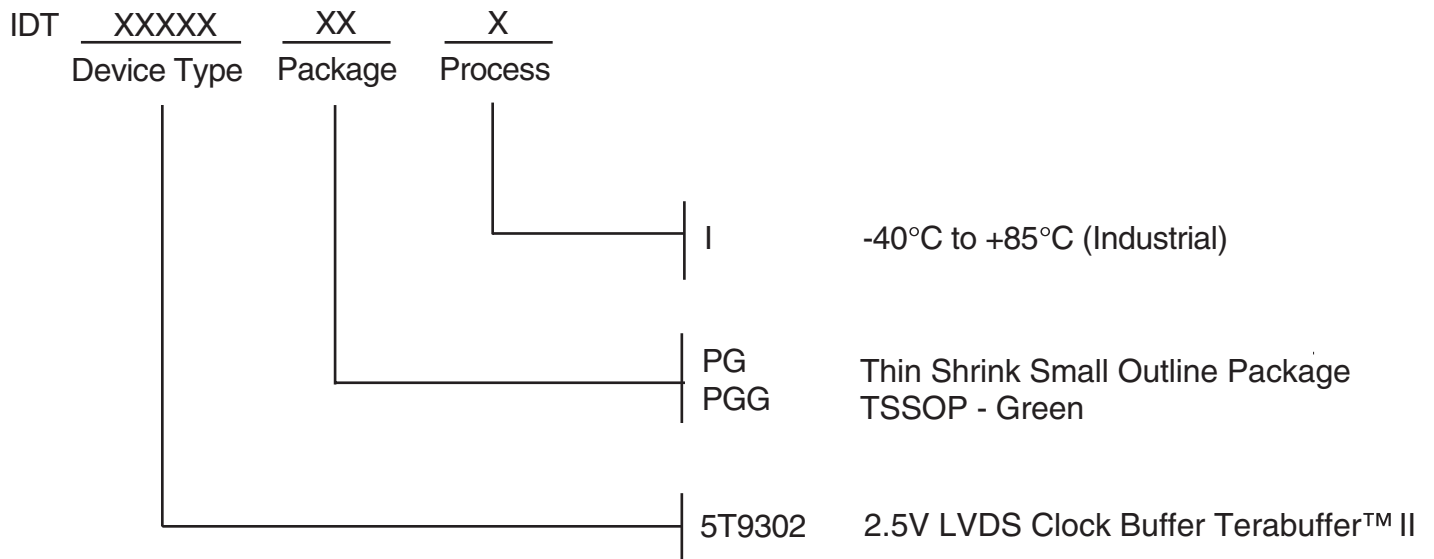 IDT XXXXX XX X
Device Type Package Process
I -40°C to +85°C (Industrial)
PG Thin Shrink Small Outline Package
PGG TSSOP - Green
5T9302 2.5V LVDS Clock Buffer Terabuffer™ II